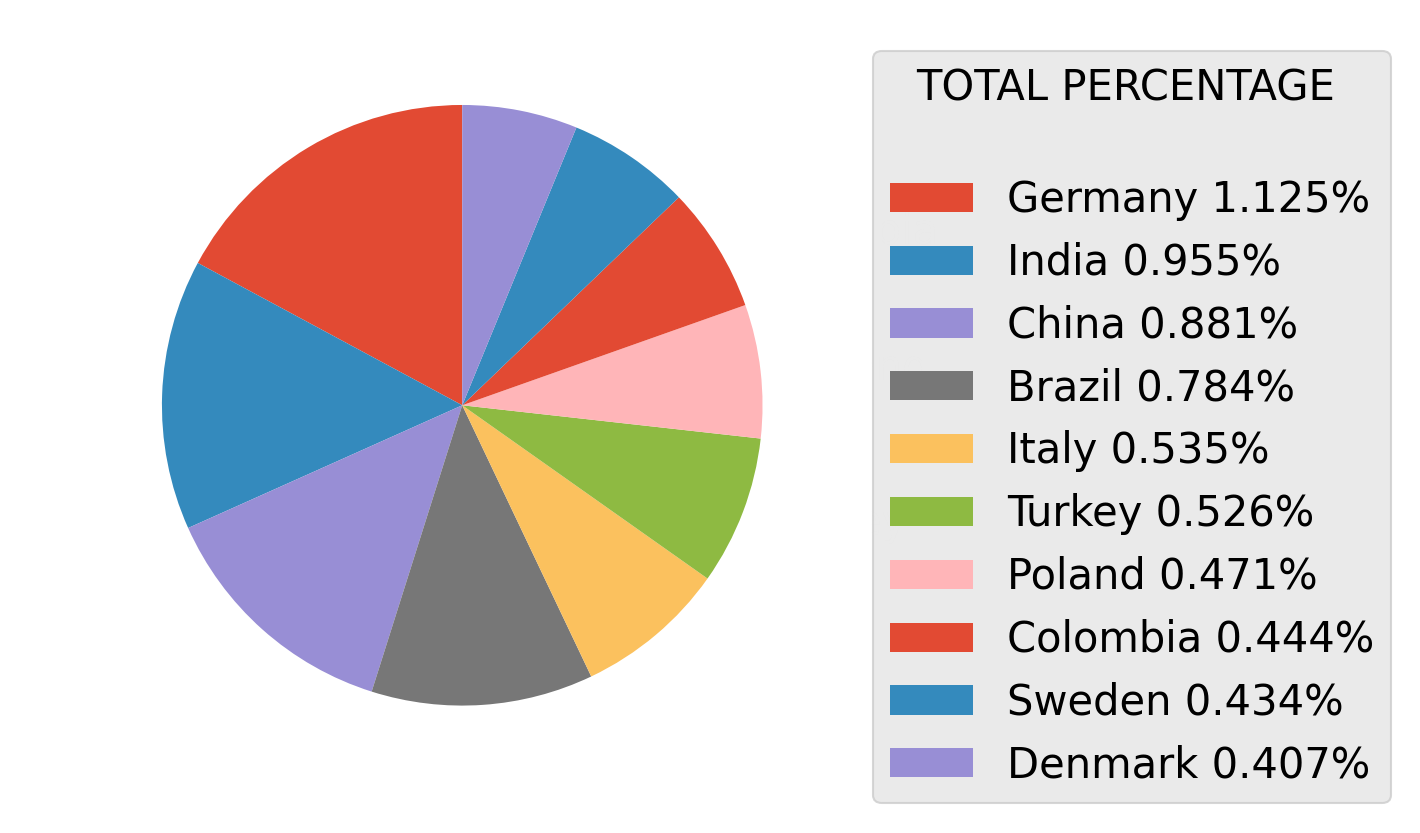 TOTAL PERCENTAGE
Germany 1.125%
India 0.955%
China 0.881%
Brazil 0.784%
Italy 0.535%
Turkey 0.526%
Poland 0.471%
Colombia 0.444%
Sweden 0.434%
Denmark 0.407%